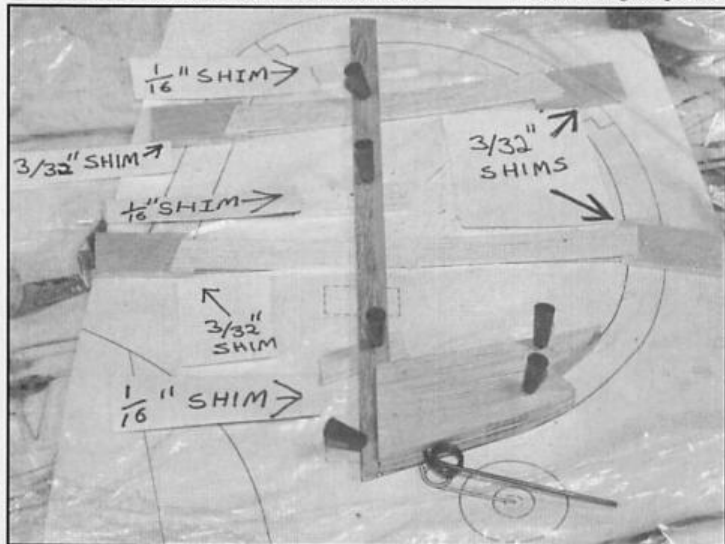 1/16" SHIM →
3/32" SHIM
3/32"
SHIMS
1/16" SHIM →
3/32"
SHIM
1/16" SHIM →